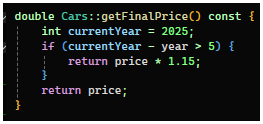 double Cars::getFinalPrice() const {
    int currentYear = 2025;
    if (currentYear - year > 5) {
        return price * 1.15;
    }
    return price;
}